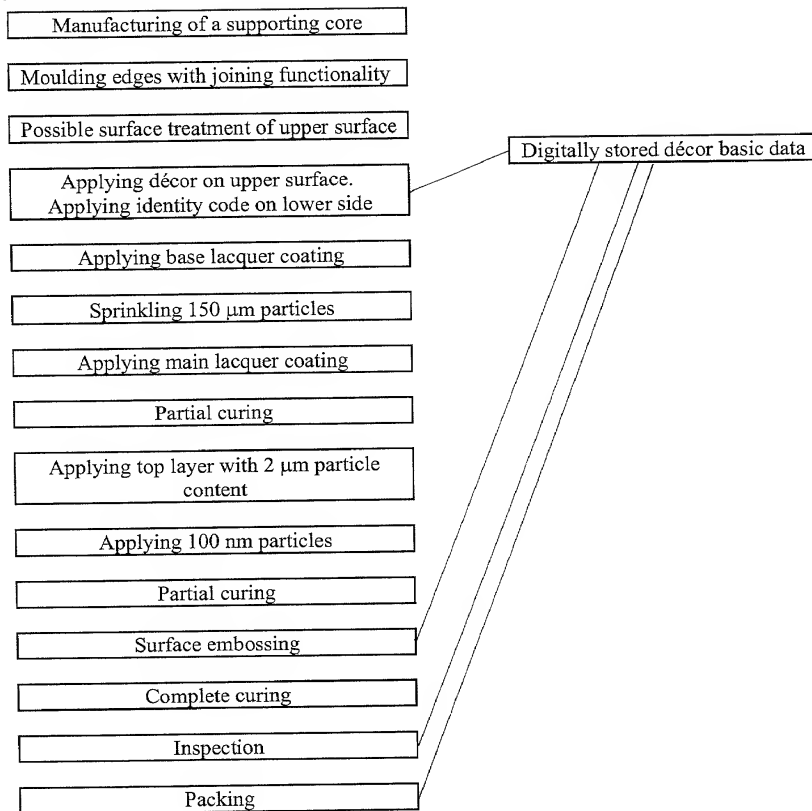 Manufacturing of a supporting core
Moulding edges with joining functionality
Possible surface treatment of upper surface
Digitally stored décor basic data
Applying décor on upper surface.
Applying identity code on lower side
Applying base lacquer coating
Sprinkling 150 μm particles
Applying main lacquer coating
Partial curing
Applying top layer with 2 μm particle
content
Applying 100 nm particles
Partial curing
Surface embossing
Complete curing
Inspection
Packing